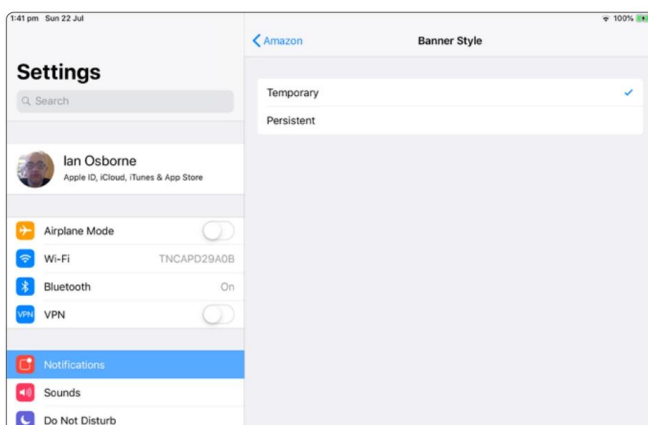 1:41 pm Sun 22 Jul
100%
Settings
Search
Ian Osborne
Apple ID, iCloud, iTunes & App Store
Airplane Mode
Wi-Fi TNCAPD29A0B
Bluetooth On
VPN VPN
Notifications
Sounds
Do Not Disturb
Amazon Banner Style
Temporary
Persistent